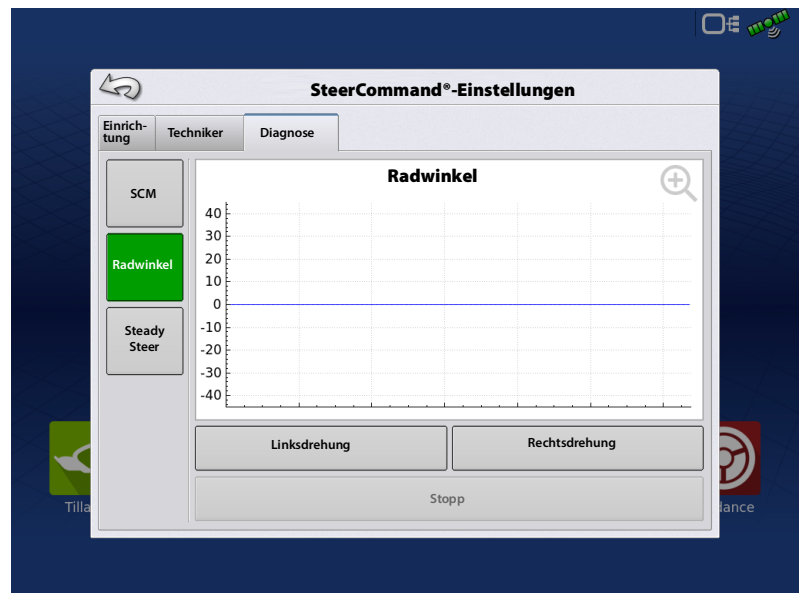 SteerCommand®-Einstellungen
Einrich-
tung
Techniker
Diagnose
SCM
Radwinkel
Steady
Steer
Radwinkel
40
30
20
10
0
-10
-20
-30
-40
Linksdrehung
Rechtsdrehung
Stopp
Tilla
dance